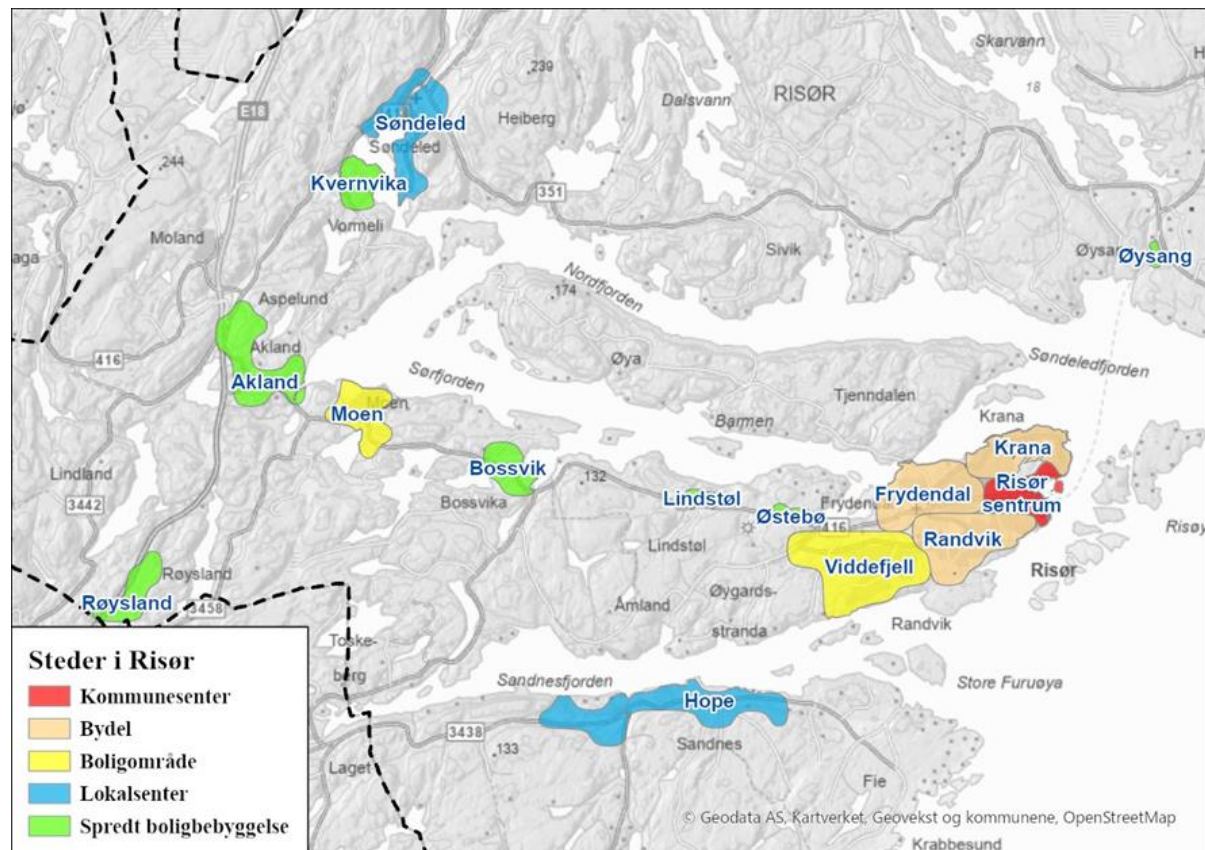 Skarvann
239
18
E18
Heiberg
Dalsvann
RISØR
Søndeled
Søndeled
244
Kvernvika
351
Vormeli
Moland
Sivik
Øysang
Nordfjorden
174
Aspelund
416
Akland
Øya
Søndeledfjorden
Akland
Sørfjorden
Tjenndalen
Moen
Moen
Barmen
Krana
Krana
Lindland
Bossvik
132
Risør
sentrum
3442
Bossvika
Lindstøl
Frydendal
Østebø
416
Randvik
Lindstøl
Viddefjell
Røysland
Risør
Røysland
3458
Åmland
Øygards-
stranda
Randvik
Toske-
berg
Sandnesfjorden
Store Furuøya
Hope
3438
133
Sandnes
Laget
Fie
Krabbesund
Steder i Risør
Kommunesenter
Bydel
Boligområde
Lokalsenter
Spredt boligbebyggelse
© Geodata AS, Kartverket, Geovekst og kommunene, OpenStreetMap